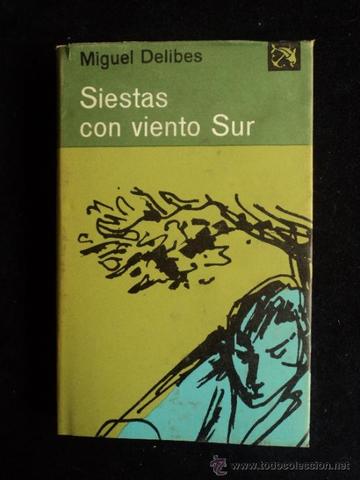 Miguel Delibes
Siestas
con viento Sur
© www.todocoleccion.net